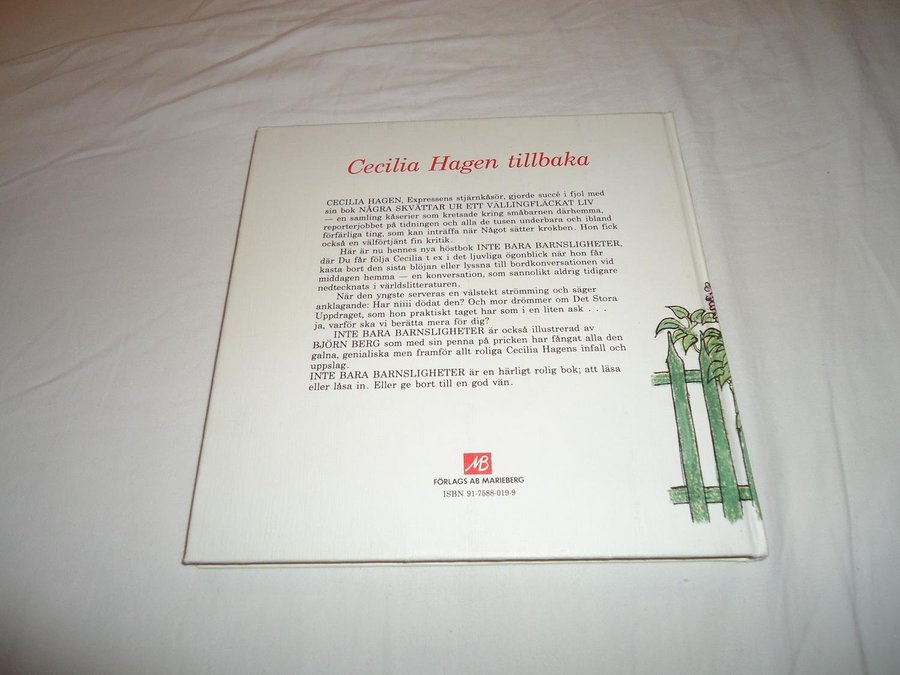 Cecilia Hagen tillbaka
CECILIA HAGEN, Expressens stjärnkåsör, gjorde succé i fjol med
sin bok NÅGRA SKVÄTTAR UR ETT VÄLLINGFLÄCKAT LIV
— en samling kåserier som kretsade kring småbarnen därhemma,
reporterjobbet på tidningen och alla de tusen underbara och ibland
förfärliga ting, som kan inträffa när Något sätter krokben. Hon fick
också en välförtjänt fin kritik.
Här är nu hennes nya höstbok INTE BARA BARNSLIGHETER,
där Du får följa Cecilia t ex i det ljuvliga ögonblick när hon får
kasta bort den sista blöjan eller lyssna till bordkonversationen vid
middagen hemma — en konversation, som sannolikt aldrig tidigare
nedtecknats i världslitteraturen.
När den yngste serveras en välstekt strömming och säger
anklagande: Har niiii dödat den? Och mor drömmer om Det Stora
Uppdraget, som hon praktiskt taget har som i en liten ask . . .
ja, varför ska vi berätta mera för dig?
INTE BARA BARNSLIGHETER är också illustrerad av
BJÖRN BERG som med sin penna på pricken har fångat alla den
galna, genialiska men framför allt roliga Cecilia Hagens infall och
uppslag.
INTE BARA BARNSLIGHETER är en härligt rolig bok; att läsa
eller låsa in. Eller ge bort till en god vän.
MB
FÖRLAGS AB MARIEBERG
ISBN 91-7588-019-9